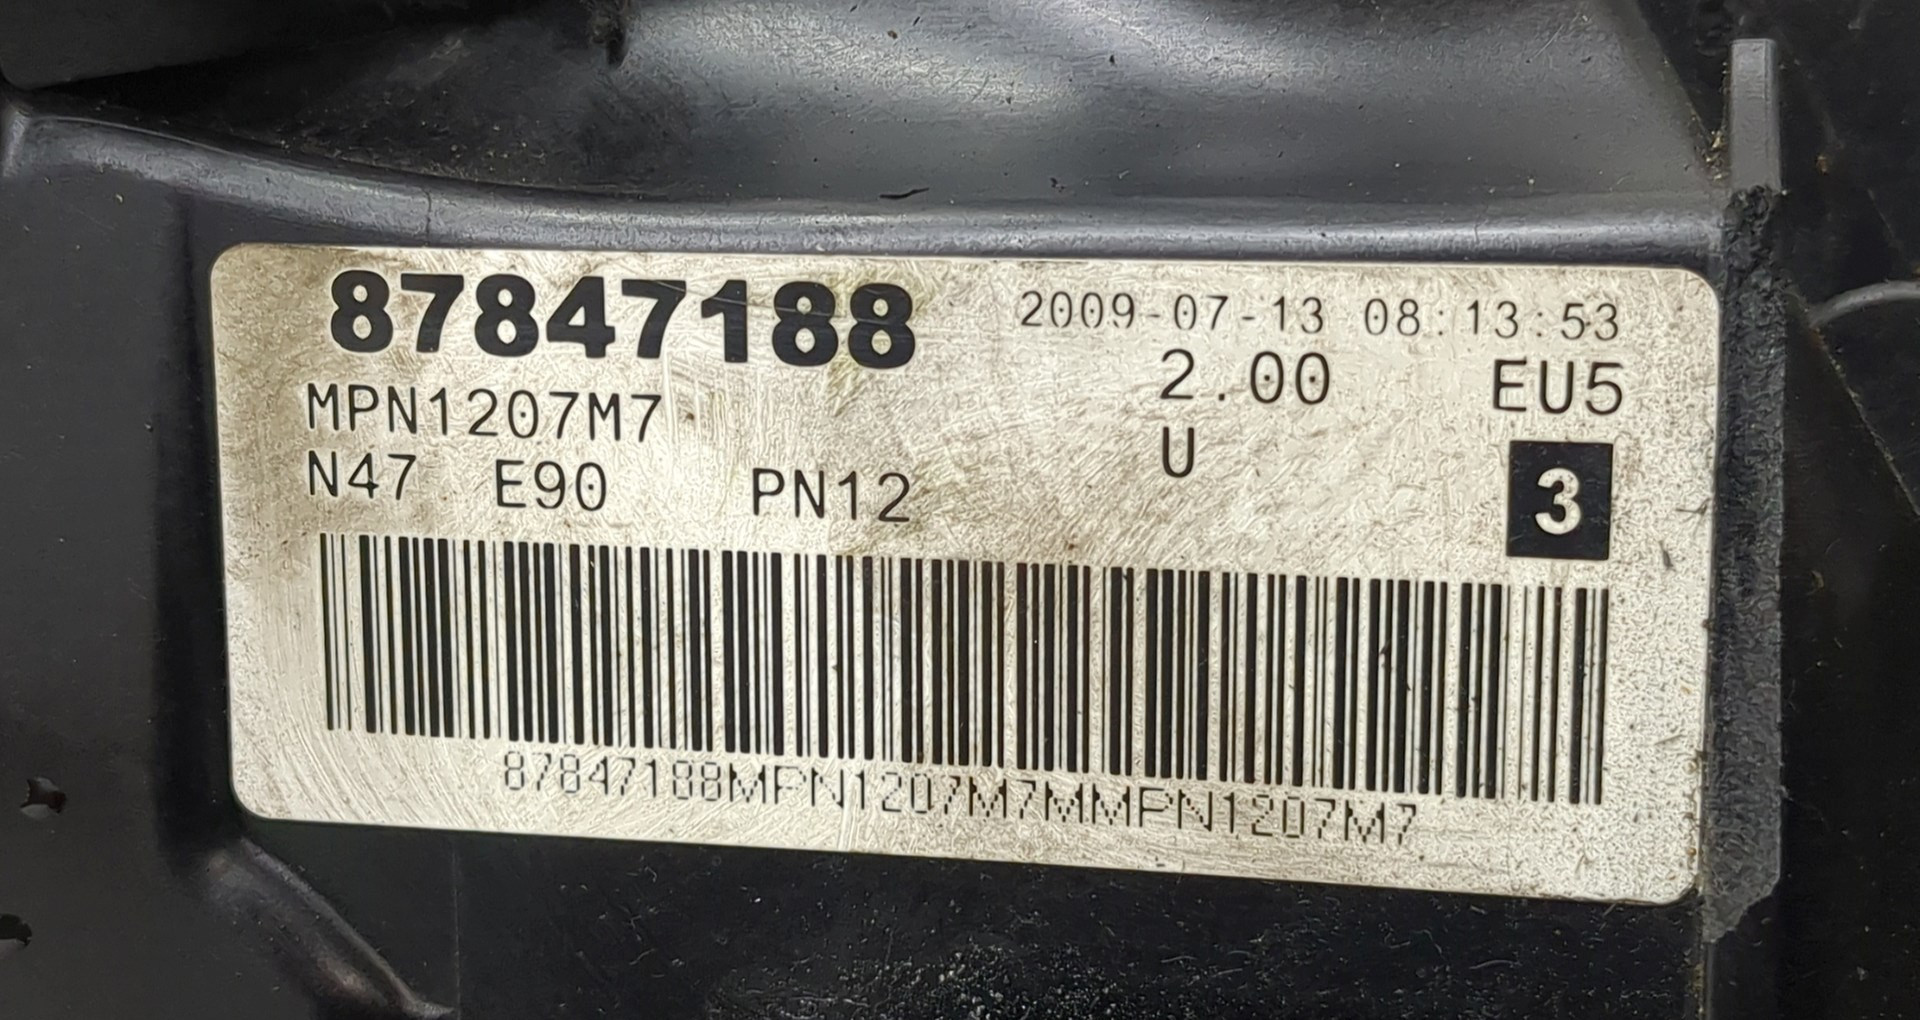 87847188 2009-07-13 08:13:53
MPN1207M7 2.00 EU5
N47 E90 PN12 U 3
87847188MPN1207M7MMPN1207M7